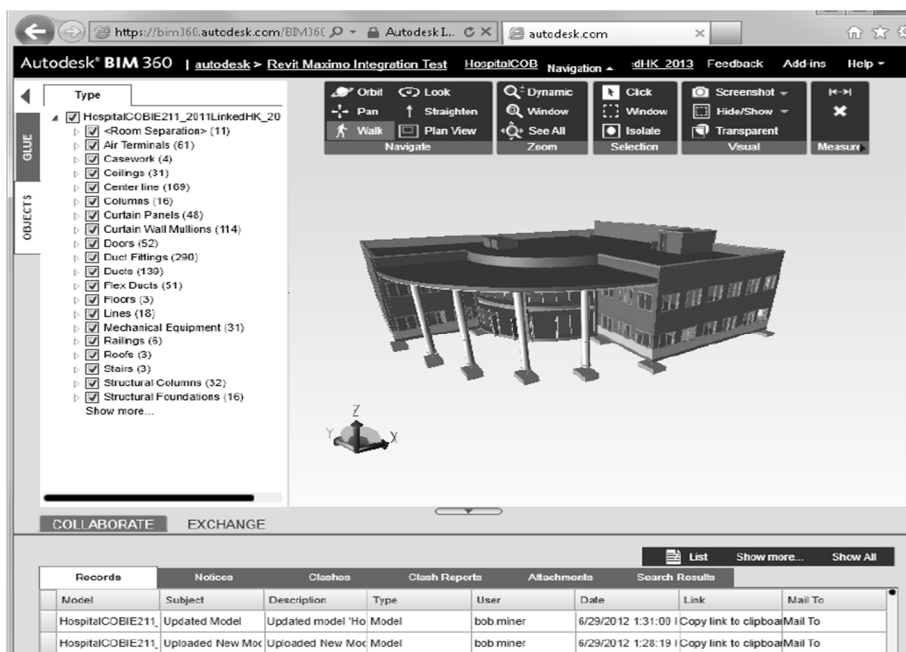 https://bim360.autodesk.com/BIM36( Autodesk I... autodesk.com
Autodesk® BIM 360 | autodesk > Revit Maximo Integration Test HospitalCOB Navigation :dHK_2013 Feedback Add-ins Help
Type
GLUE
OBJECTS
HospitalCOBIE211_2011LinkedHK_20
<Room Separation> (11)
Air Terminals (61)
Casework (4)
Ceilings (31)
Center line (169)
Columns (16)
Curtain Panels (48)
Curtain Wall Mullions (114)
Doors (52)
Duct Fittings (290)
Ducts (139)
Flex Ducts (51)
Floors (3)
Lines (18)
Mechanical Equipment (31)
Railings (6)
Roofs (3)
Stairs (3)
Structural Columns (32)
Structural Foundations (16)
Show more...
Orbit Look Dynamic Click Screenshot
Pan Straighten Window Window Hide/Show
Walk Plan View See All Isolate Transparent
Navigate Zoom Selection Visual Measure
Z
Y X
COLLABORATE EXCHANGE
List Show more... Show All
Records Notices Clashes Clash Reports Attachments Search Results
Model Subject Description Type User Date Link Mail To
HospitalCOBIE211_ Updated Model Updated model 'Ho Model bob.miner 6/29/2012 1:31:00 Copy link to clipboar Mail To
HospitalCOBIE211_ Uploaded New Moc Uploaded New Moc Model bob.miner 6/29/2012 1:28:19 Copy link to clipboar Mail To